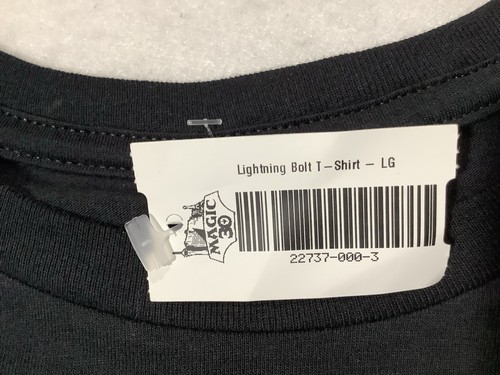 Lightning Bolt T-Shirt - LG
MAGIC
30
22737-000-3